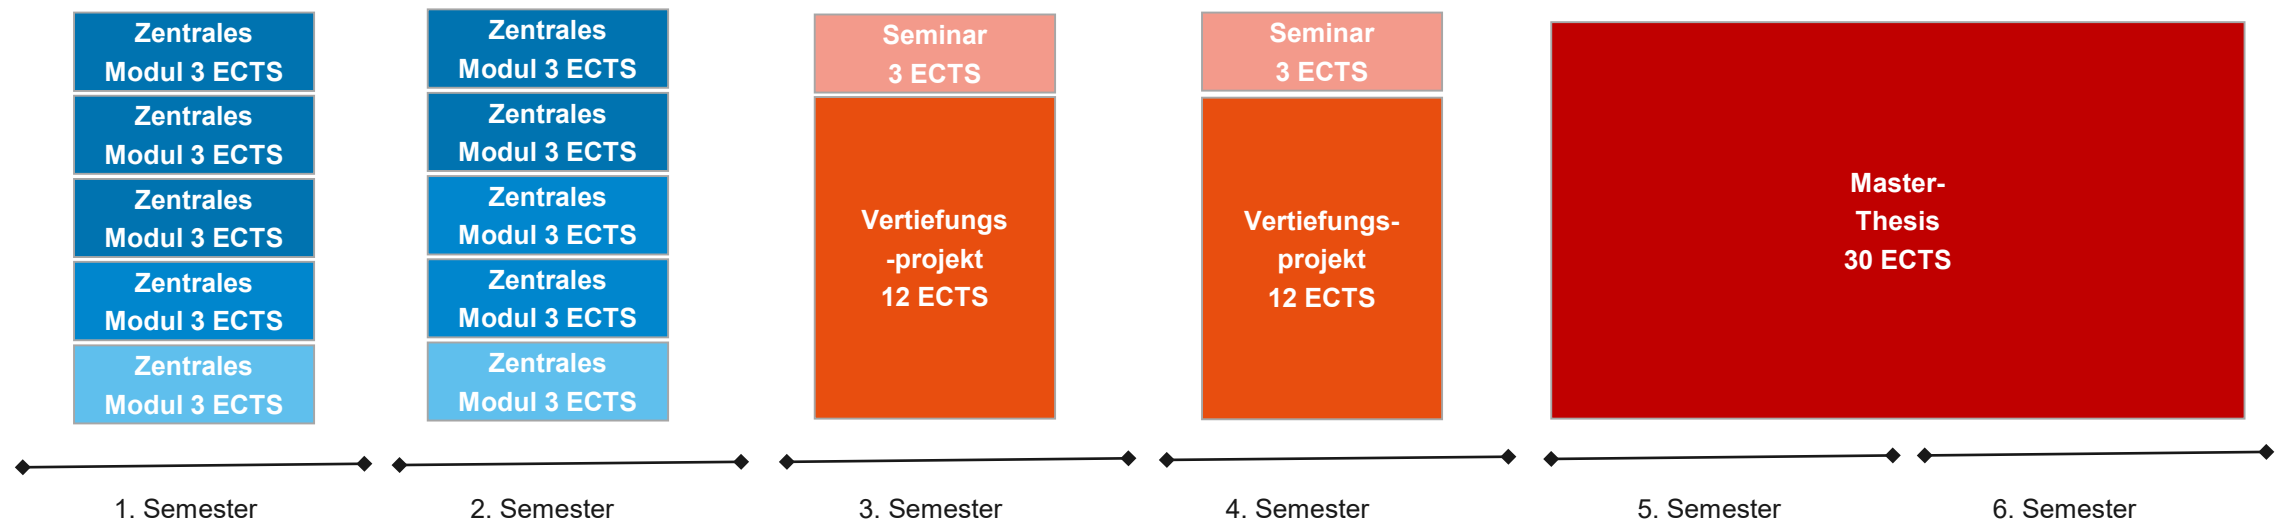 Zentrales
Modul 3 ECTS
Zentrales
Modul 3 ECTS
Zentrales
Modul 3 ECTS
Zentrales
Modul 3 ECTS
Zentrales
Modul 3 ECTS
Zentrales
Modul 3 ECTS
Zentrales
Modul 3 ECTS
Zentrales
Modul 3 ECTS
Zentrales
Modul 3 ECTS
Zentrales
Modul 3 ECTS
Seminar
3 ECTS
Vertiefungs
-projekt
12 ECTS
Seminar
3 ECTS
Vertiefungs-
projekt
12 ECTS
Master-
Thesis
30 ECTS
1. Semester
2. Semester
3. Semester
4. Semester
5. Semester
6. Semester